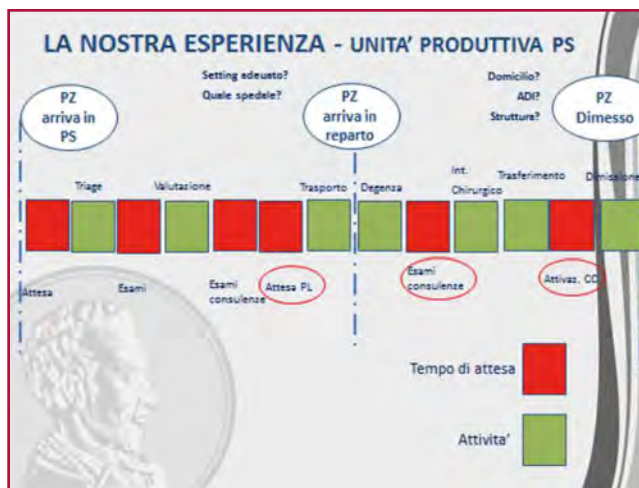 LA NOSTRA ESPERIENZA - UNITA' PRODUTTIVA PS
Setting adeusto?
Quale spedale?
Domicilio?
ADI?
Strutture?
PZ
arriva in
PS
PZ
arriva in
reparto
PZ
Dimesso
Triage
Valutazione
Trasporto
Degenza
Int.
Chirurgico
Trasferimento
Dimissione
Attesa
Esami
Esami
consulenze
Attesa PL
Esami
consulenze
Attivaz. CO
Tempo di attesa
Attivita'